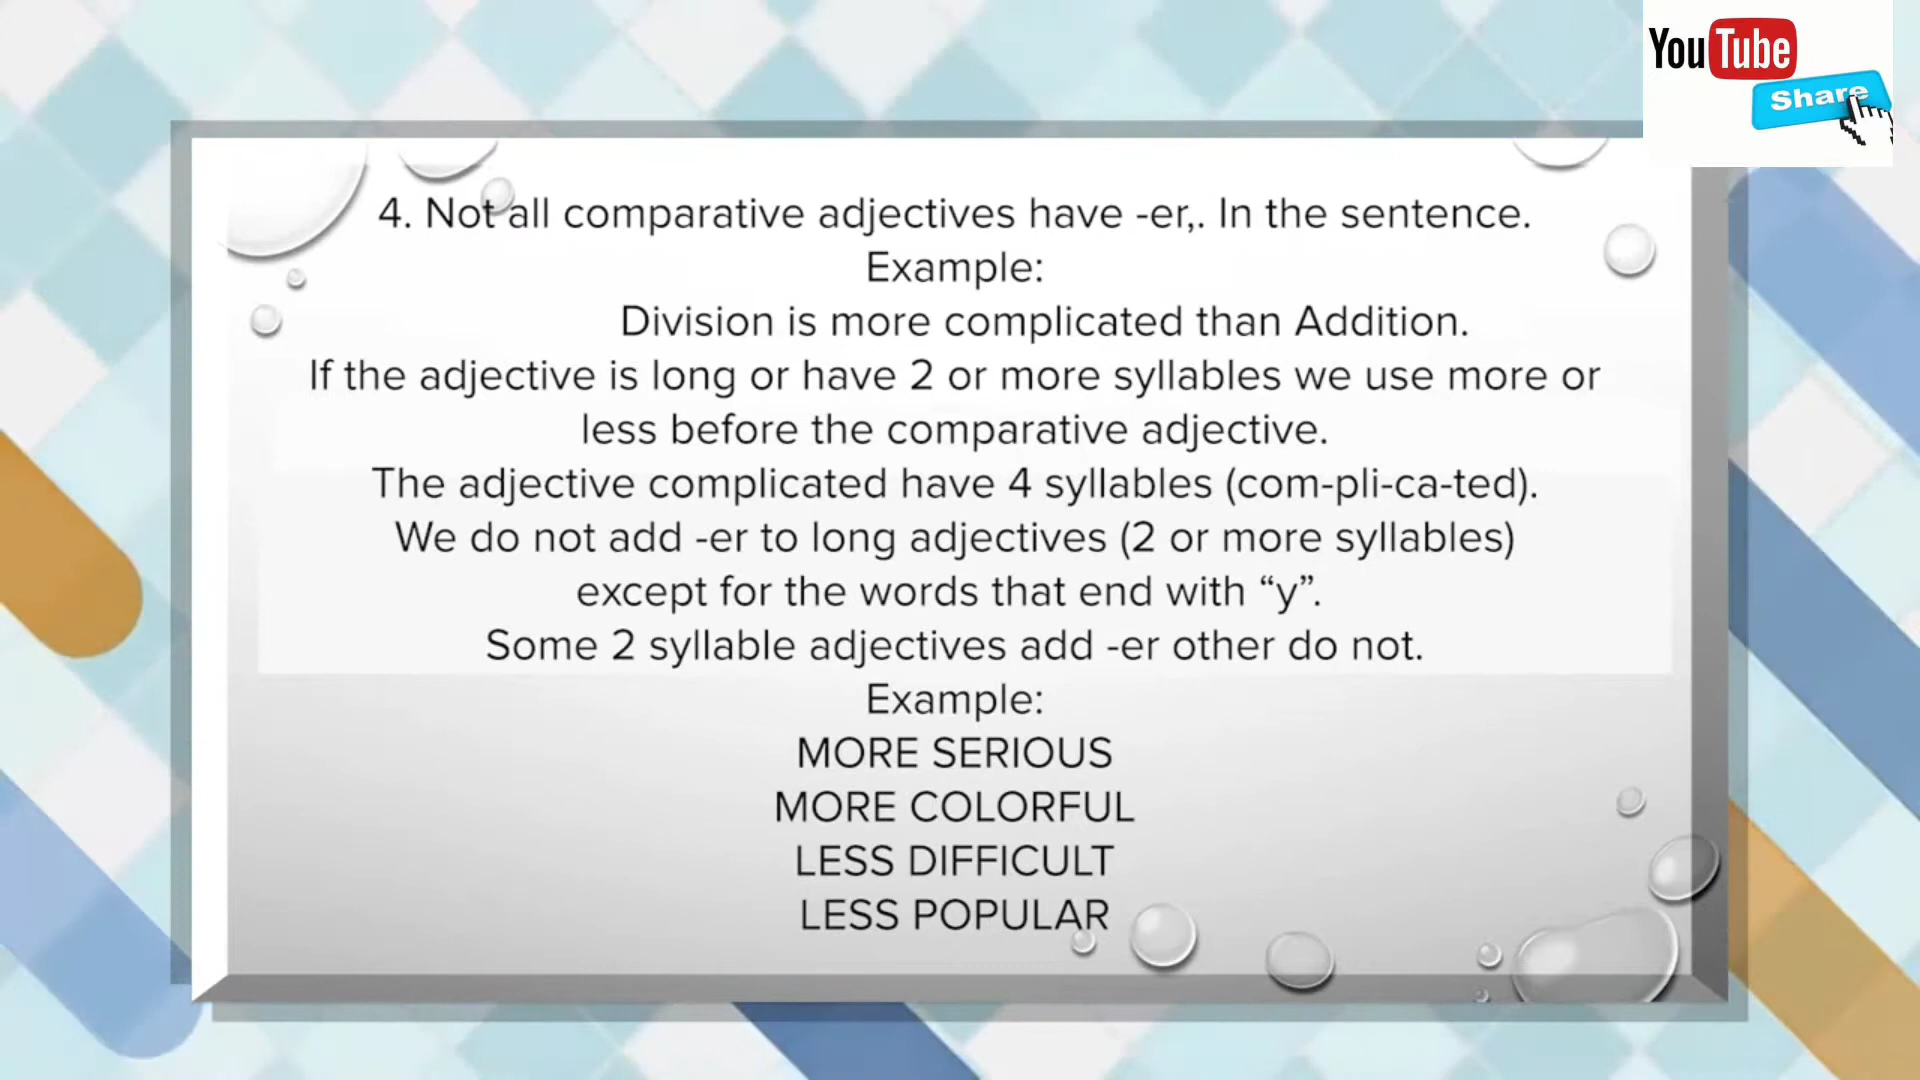 YouTube
Share
4. Not all comparative adjectives have -er,. In the sentence.
Example:
Division is more complicated than Addition.
If the adjective is long or have 2 or more syllables we use more or
less before the comparative adjective.
The adjective complicated have 4 syllables (com-pli-ca-ted).
We do not add -er to long adjectives (2 or more syllables)
except for the words that end with “y”.
Some 2 syllable adjectives add -er other do not.
Example:
MORE SERIOUS
MORE COLORFUL
LESS DIFFICULT
LESS POPULAR